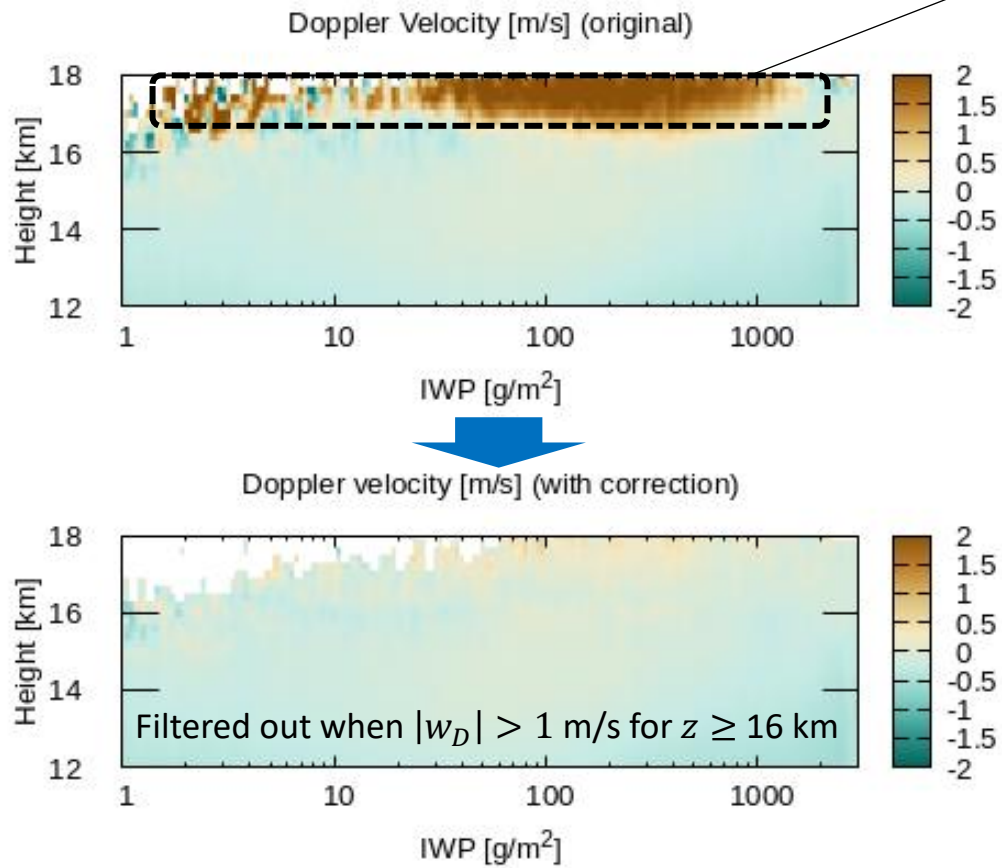 Doppler Velocity [m/s] (original)
18
16
14
12
Height [km]
1 10 100 1000
IWP [g/m²]
2
1.5
1
0.5
0
-0.5
-1
-1.5
-2
Doppler velocity [m/s] (with correction)
18
16
14
12
Height [km]
Filtered out when |w_D| > 1 m/s for z ≥ 16 km
1 10 100 1000
IWP [g/m²]
2
1.5
1
0.5
0
-0.5
-1
-1.5
-2